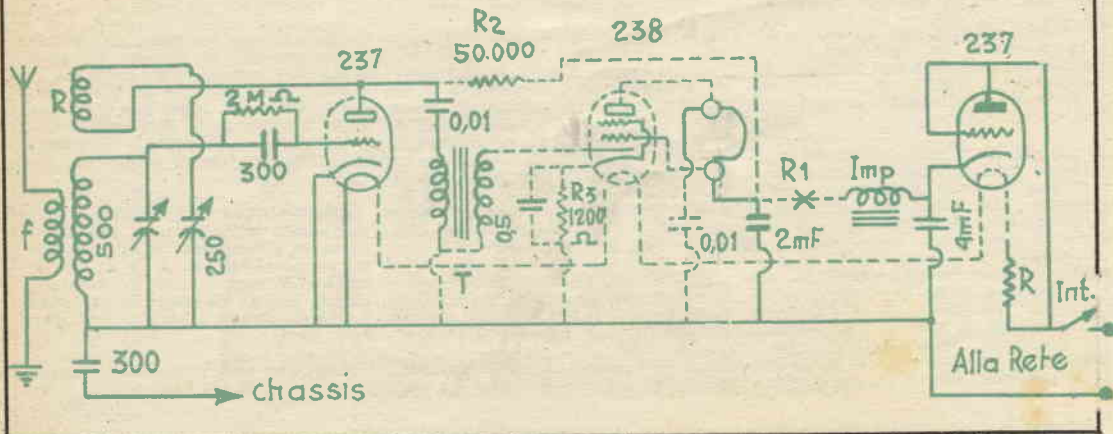 R2
50.000
237
238
237
R
2 MΩ
300
0,01
f
500
250
0,5
R3
1200
Ω
0,01
2mF
R1
Imp
4mF
R
Int.
T
300
chassis
Alla Rete